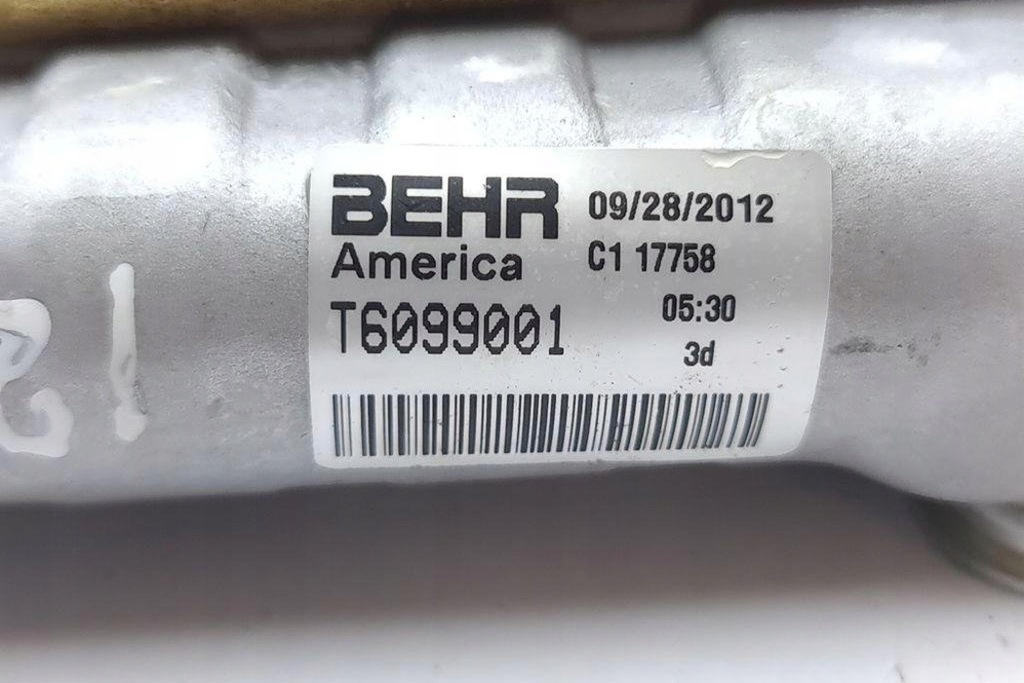 BEHR
America
T6099001
09/28/2012
C1 17758
05:30
3d